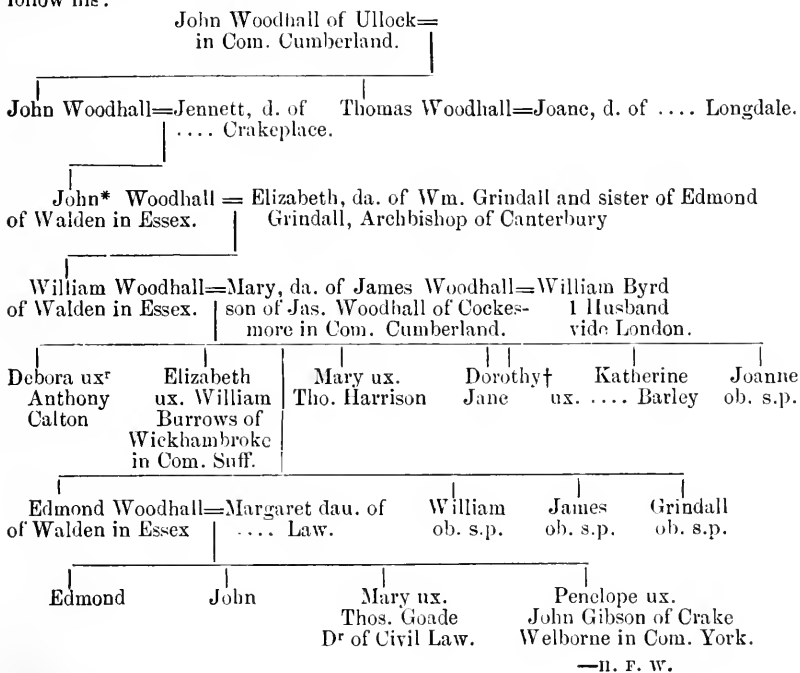 follow his:
John Woodhall of Ullock=
in Com. Cumberland.
John Woodhall=Jennett, d. of Thomas Woodhall=Joane, d. of .... Longdale.
.... Crakeplace.
John* Woodhall = Elizabeth, da. of Wm. Grindall and sister of Edmond
of Walden in Essex. Grindall, Archbishop of Canterbury
William Woodhall=Mary, da. of James Woodhall=William Byrd
of Walden in Essex. son of Jas. Woodhall of Cockes- 1 Husband
more in Com. Cumberland. vide London.
Debora uxr Elizabeth Mary ux. Dorothy† Katherine Joanne
Anthony ux. William Tho. Harrison Jane ux. .... Barley ob. s.p.
Calton Burrows of
Wickhambroke
in Com. Suff.
Edmond Woodhall=Margaret dau. of William James Grindall
of Walden in Essex .... Law. ob. s.p. ob. s.p. ob. s.p.
Edmond John Mary ux. Penelope ux.
Thos. Goade John Gibson of Crake
Dr of Civil Law. Welborne in Com. York.
—H. F. W.